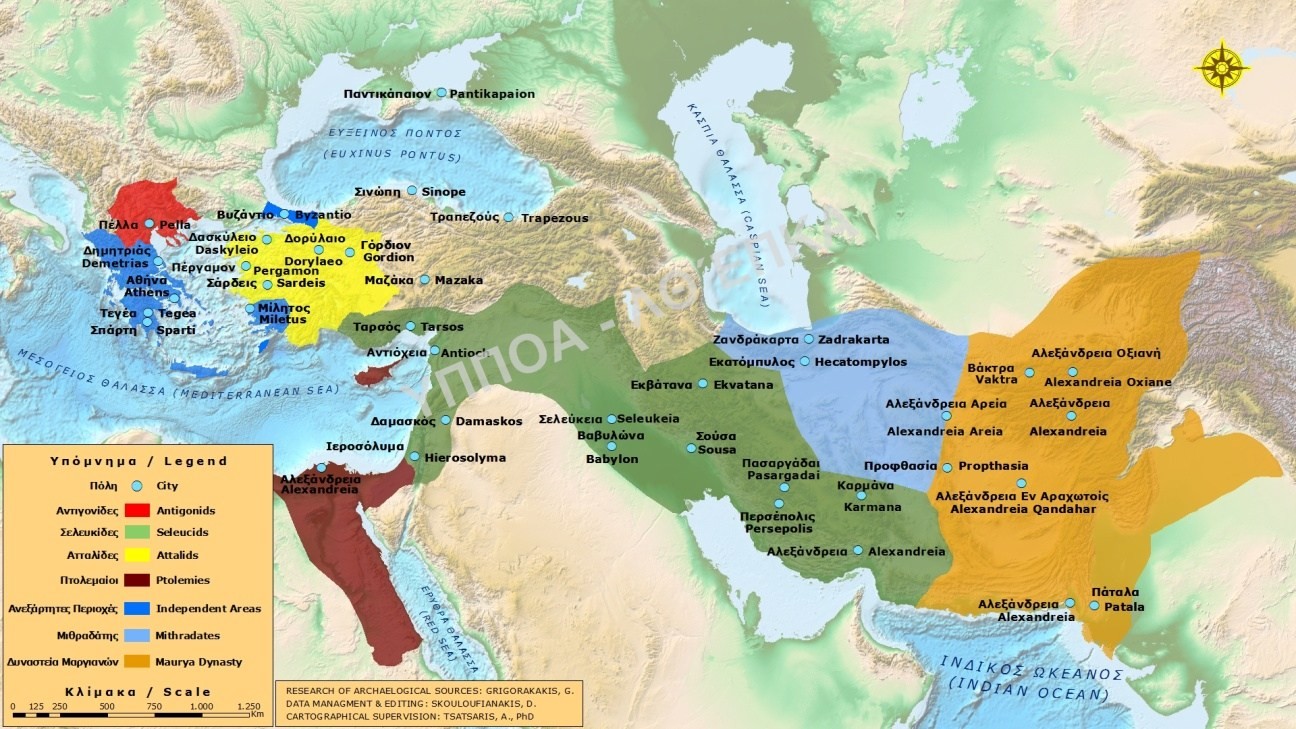 Παντικάπαιον Pantikapaion
ΕΥΞΕΙΝΟΣ ΠΟΝΤΟΣ
(EUXINUS PONTUS)
ΚΑΣΠΙΑ ΘΑΛΑΣΣΑ (CASPIAN SEA)
Σινώπη Sinope
Τραπεζούς Trapezous
Βυζάντιο Byzantio
Πέλλα Pella
Δασκύλειο
Daskyleio
Δορύλαιο
Dorylaeo
Γόρδιον
Gordion
Δημητριάς
Demetrias
Πέργαμον Pergamon
Σάρδεις Sardeis
Μαζάκα Mazaka
Αθήνα
Athens
Μίλητος
Miletus
Τεγέα Tegea
Σπάρτη Sparti
Ταρσός Tarsos
Αντιόχεια Antioch
ΜΕΣΟΓΕΙΟΣ ΘΑΛΑΣΣΑ (MEDITERRANEAN SEA)
Ζανδράκαρτα Zadrakarta
Εκατόμπυλος Hecatompylos
Εκβάτανα Ekvatana
Βάκτρα
Vaktra
Αλεξάνδρεια Οξιανή
Alexandreia Oxiane
Αλεξάνδρεια Αρεία
Alexandreia Areia
Αλεξάνδρεια
Alexandreia
Δαμασκός Damaskos
Σελεύκεια Seleukeia
Βαβυλώνα
Babylon
Σούσα
Sousa
Ιεροσόλυμα
Hierosolyma
Πασαργάδαι
Pasargadai
Καρμάνα
Karmana
Προφθασία Propthasia
Αλεξάνδρεια Εν Αραχωτοίς
Alexandreia Qandahar
Αλεξάνδρεια
Alexandreia
Περσέπολις
Persepolis
Αλεξάνδρεια Alexandreia
Αλεξάνδρεια
Alexandreia
Πάταλα
Patala
ΕΡΥΘΡΑ ΘΑΛΑΣΣΑ
(RED SEA)
ΙΝΔΙΚΟΣ ΩΚΕΑΝΟΣ
(INDIAN OCEAN)
Υπόμνημα / Legend
Πόλη City
Αντιγονίδες Antigonids
Σελευκίδες Seleucids
Ατταλίδες Attalids
Πτολεμαίοι Ptolemies
Ανεξάρτητες Περιοχές Independent Areas
Μιθραδάτης Mithradates
Δυναστεία Μαργιανών Maurya Dynasty
Κλίμακα / Scale
0 125 250 500 750 1.000 1.250
Km
RESEARCH OF ARCHAELOGICAL SOURCES: GRIGORAKAKIS, G.
DATA MANAGMENT & EDITING: SKOULOUFIANAKIS, D.
CARTOGRAPHICAL SUPERVISION: TSATSARIS, A., PhD